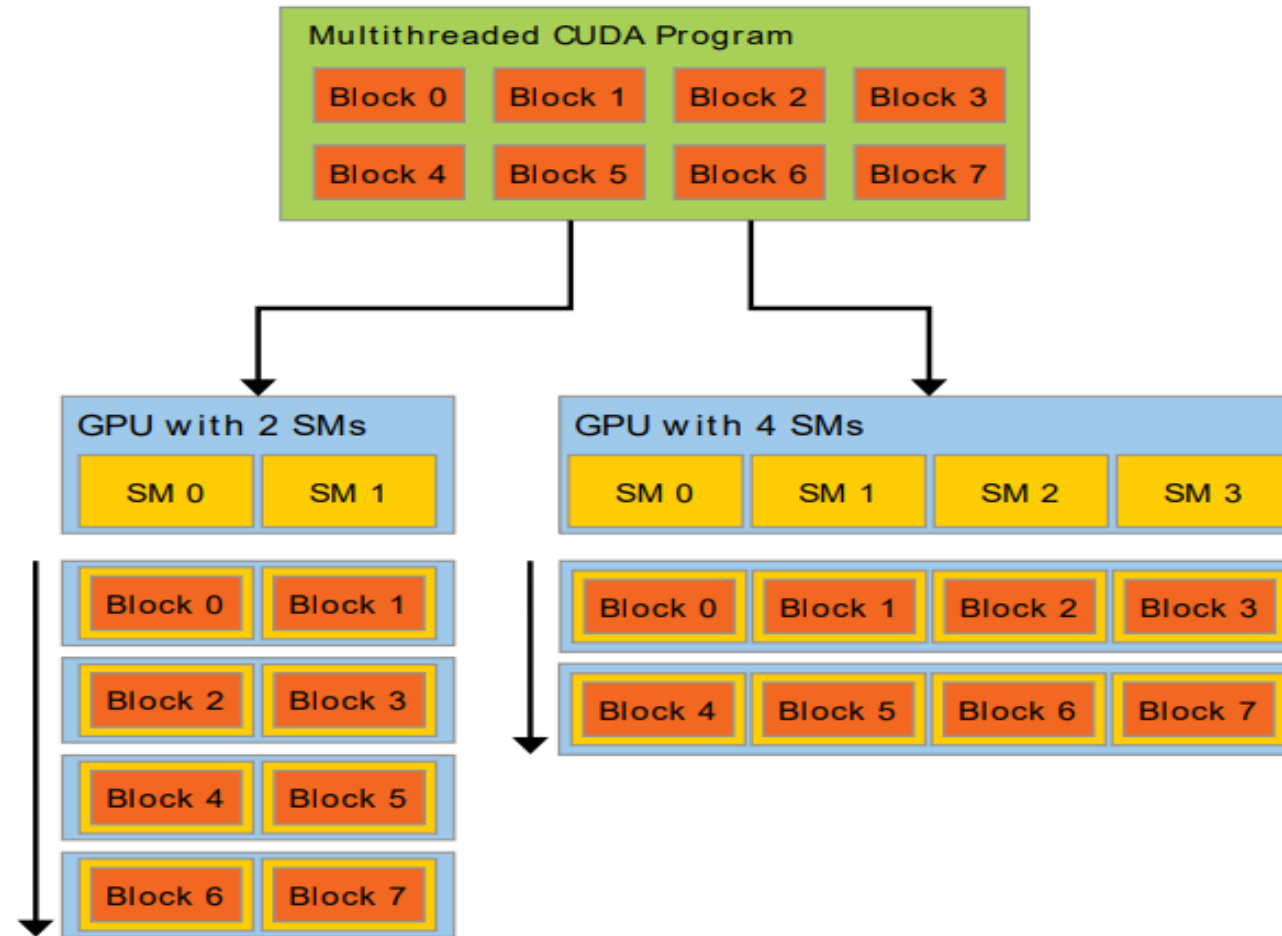 Multithreaded CUDA Program
Block 0 Block 1 Block 2 Block 3
Block 4 Block 5 Block 6 Block 7
GPU with 2 SMs
SM 0 SM 1
Block 0 Block 1
Block 2 Block 3
Block 4 Block 5
Block 6 Block 7
GPU with 4 SMs
SM 0 SM 1 SM 2 SM 3
Block 0 Block 1 Block 2 Block 3
Block 4 Block 5 Block 6 Block 7